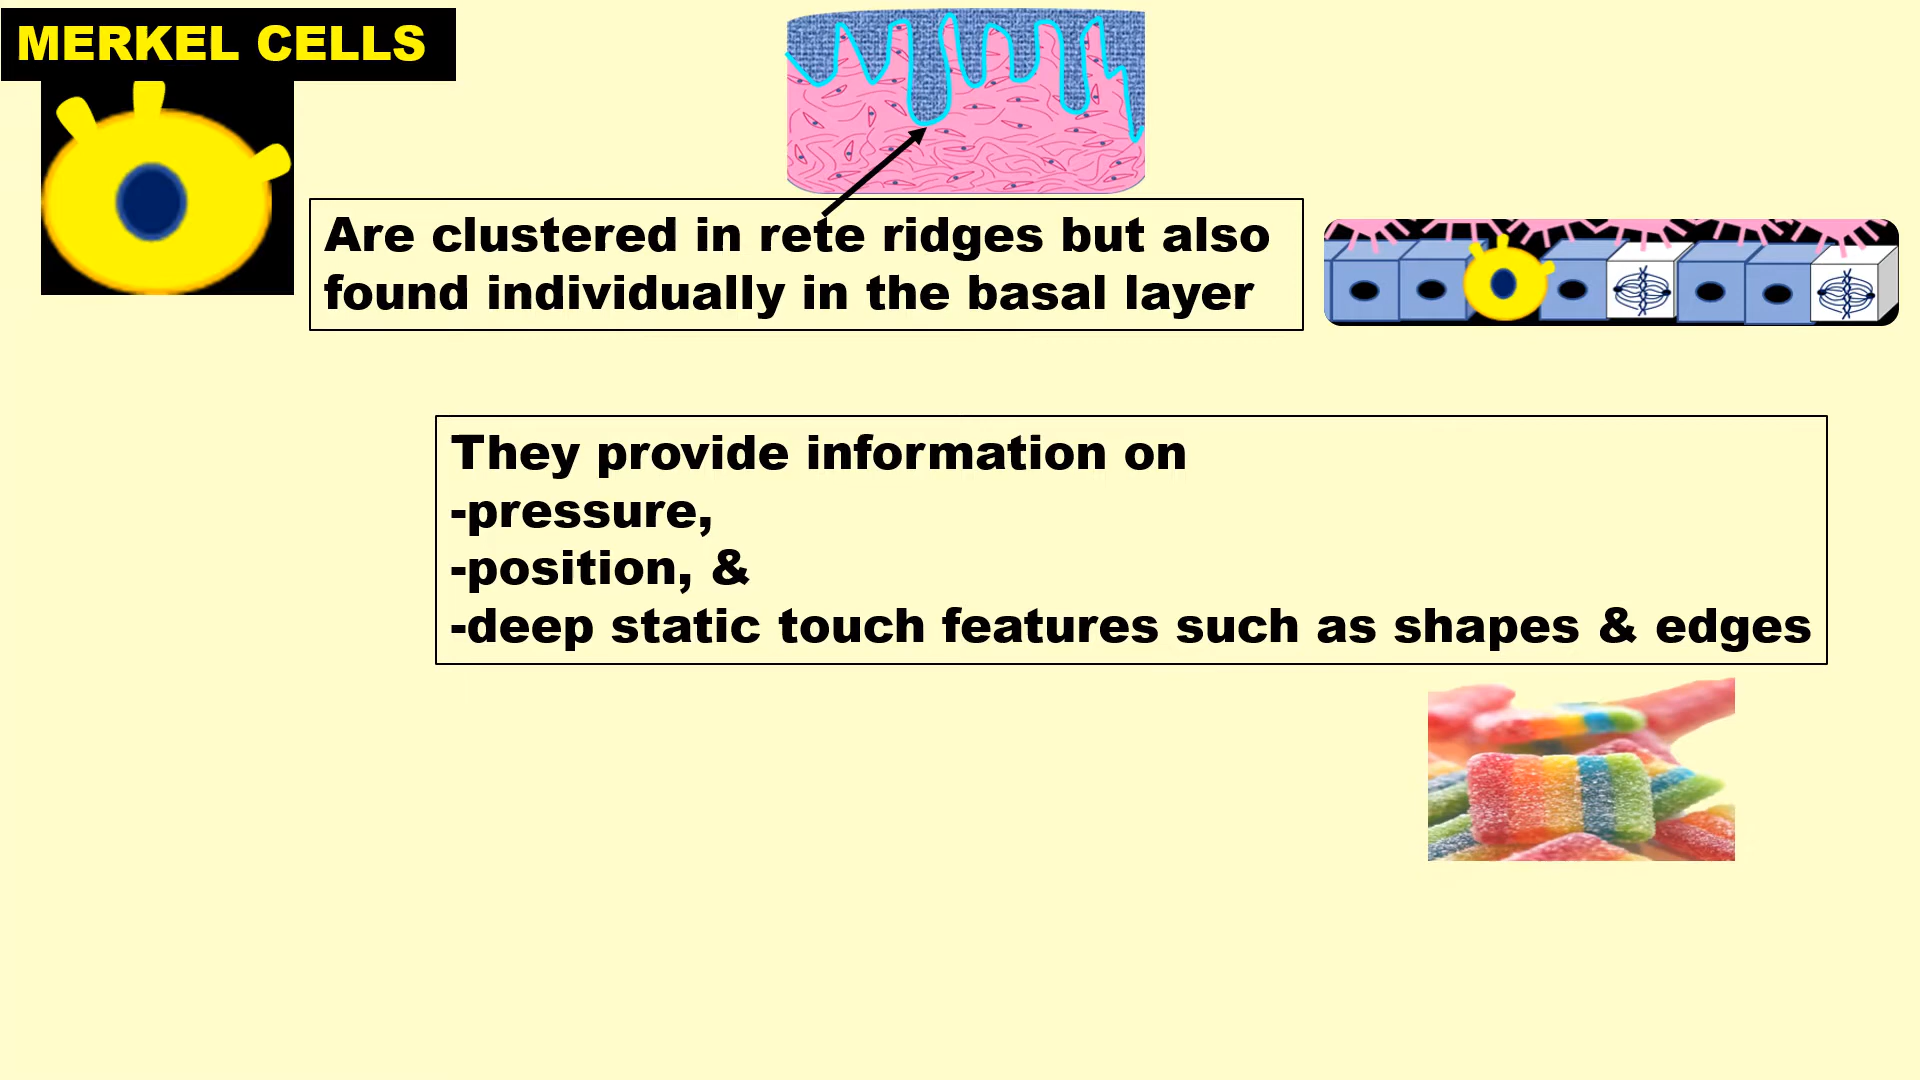 MERKEL CELLS
Are clustered in rete ridges but also
found individually in the basal layer
They provide information on
-pressure,
-position, &
-deep static touch features such as shapes & edges